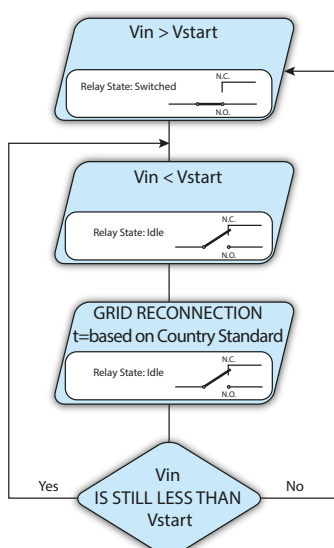 Vin > Vstart
N.C.
Relay State: Switched
N.O.
Vin < Vstart
N.C.
Relay State: Idle
N.O.
GRID RECONNECTION
t=based on Country Standard
N.C.
Relay State: Idle
N.O.
Yes
Vin
IS STILL LESS THAN
Vstart
No